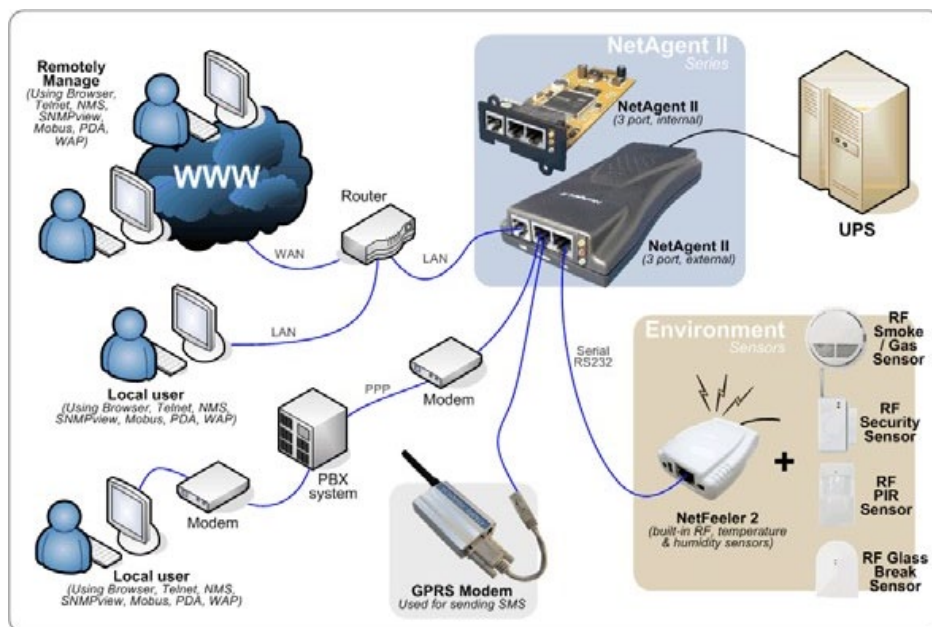 Remotely
Manage
(Using Browser,
Telnet, NMS,
SNMPview,
Mobus, PDA,
WAP)
WWW
NetAgent II
Series
NetAgent II
(3 port, internal)
NetAgent II
(3 port, external)
UPS
Router
WAN
LAN
LAN
Local user
(Using Browser, Telnet, NMS,
SNMPview, Mobus, PDA, WAP)
PPP
Modem
PBX
system
Modem
Local user
(Using Browser, Telnet, NMS,
SNMPview, Mobus, PDA, WAP)
GPRS Modem
Used for sending SMS
Serial
RS232
Environment
Sensors
NetFeeler 2
(built-in RF, temperature
& humidity sensors)
+
RF
Smoke
/ Gas
Sensor
RF
Security
Sensor
RF
PIR
Sensor
RF Glass
Break
Sensor